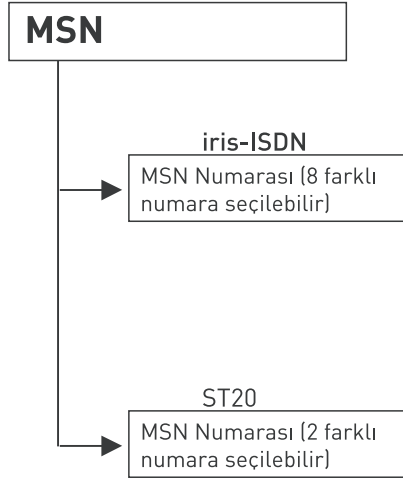 MSN
iris-ISDN
MSN Numarası (8 farklı
numara seçilebilir)
ST20
MSN Numarası (2 farklı
numara seçilebilir)